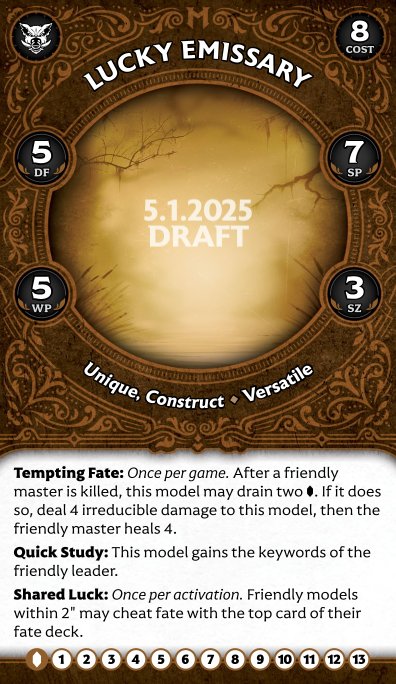 LUCKY EMISSARY
8
COST
5
DF
7
SP
5.1.2025
DRAFT
5
WP
3
SZ
Unique, Construct ◆ Versatile
Tempting Fate: Once per game. After a friendly
master is killed, this model may drain two ⬮. If it does
so, deal 4 irreducible damage to this model, then the
friendly master heals 4.
Quick Study: This model gains the keywords of the
friendly leader.
Shared Luck: Once per activation. Friendly models
within 2" may cheat fate with the top card of their
fate deck.
1 2 3 4 5 6 7 8 9 10 11 12 13